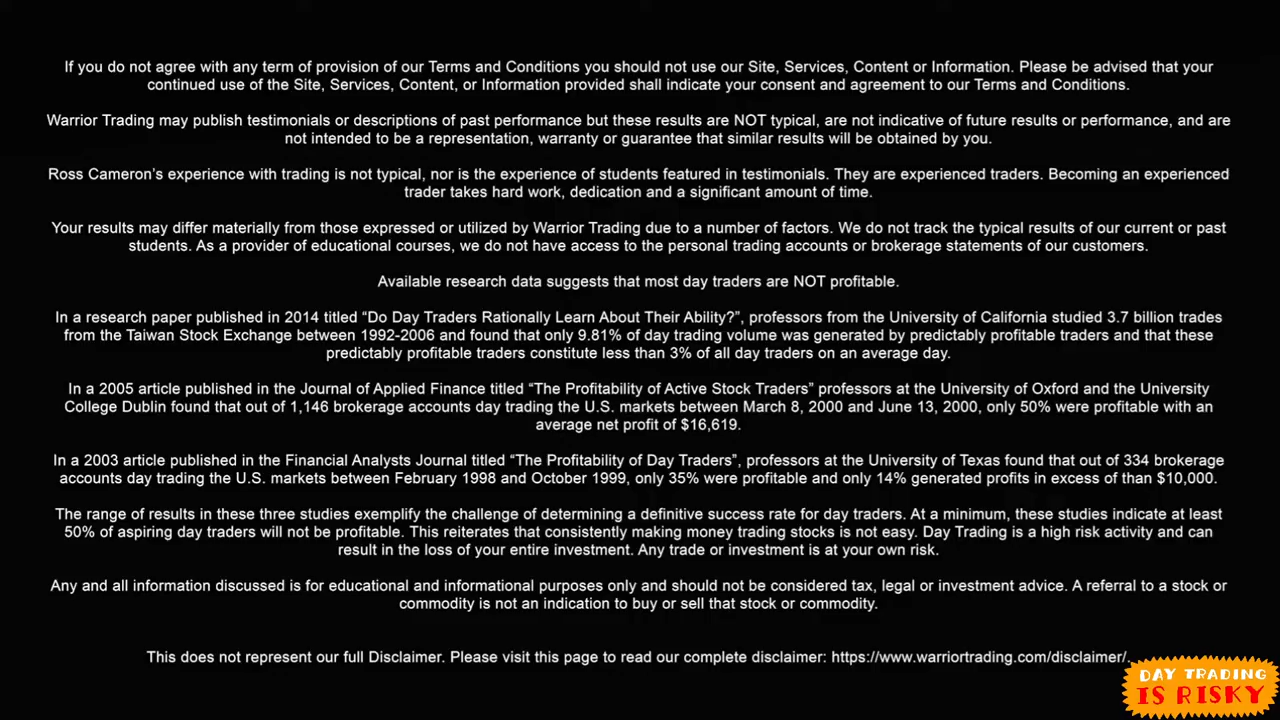 If you do not agree with any term of provision of our Terms and Conditions you should not use our Site, Services, Content or Information. Please be advised that your
continued use of the Site, Services, Content, or Information provided shall indicate your consent and agreement to our Terms and Conditions.
Warrior Trading may publish testimonials or descriptions of past performance but these results are NOT typical, are not indicative of future results or performance, and are
not intended to be a representation, warranty or guarantee that similar results will be obtained by you.
Ross Cameron's experience with trading is not typical, nor is the experience of students featured in testimonials. They are experienced traders. Becoming an experienced
trader takes hard work, dedication and a significant amount of time.
Your results may differ materially from those expressed or utilized by Warrior Trading due to a number of factors. We do not track the typical results of our current or past
students. As a provider of educational courses, we do not have access to the personal trading accounts or brokerage statements of our customers.
Available research data suggests that most day traders are NOT profitable.
In a research paper published in 2014 titled “Do Day Traders Rationally Learn About Their Ability?”, professors from the University of California studied 3.7 billion trades
from the Taiwan Stock Exchange between 1992-2006 and found that only 9.81% of day trading volume was generated by predictably profitable traders and that these
predictably profitable traders constitute less than 3% of all day traders on an average day.
In a 2005 article published in the Journal of Applied Finance titled “The Profitability of Active Stock Traders” professors at the University of Oxford and the University
College Dublin found that out of 1,146 brokerage accounts day trading the U.S. markets between March 8, 2000 and June 13, 2000, only 50% were profitable with an
average net profit of $16,619.
In a 2003 article published in the Financial Analysts Journal titled “The Profitability of Day Traders”, professors at the University of Texas found that out of 334 brokerage
accounts day trading the U.S. markets between February 1998 and October 1999, only 35% were profitable and only 14% generated profits in excess of than $10,000.
The range of results in these three studies exemplify the challenge of determining a definitive success rate for day traders. At a minimum, these studies indicate at least
50% of aspiring day traders will not be profitable. This reiterates that consistently making money trading stocks is not easy. Day Trading is a high risk activity and can
result in the loss of your entire investment. Any trade or investment is at your own risk.
Any and all information discussed is for educational and informational purposes only and should not be considered tax, legal or investment advice. A referral to a stock or
commodity is not an indication to buy or sell that stock or commodity.
This does not represent our full Disclaimer. Please visit this page to read our complete disclaimer: https://www.warriortrading.com/disclaimer/.
DAY TRADING
IS RISKY